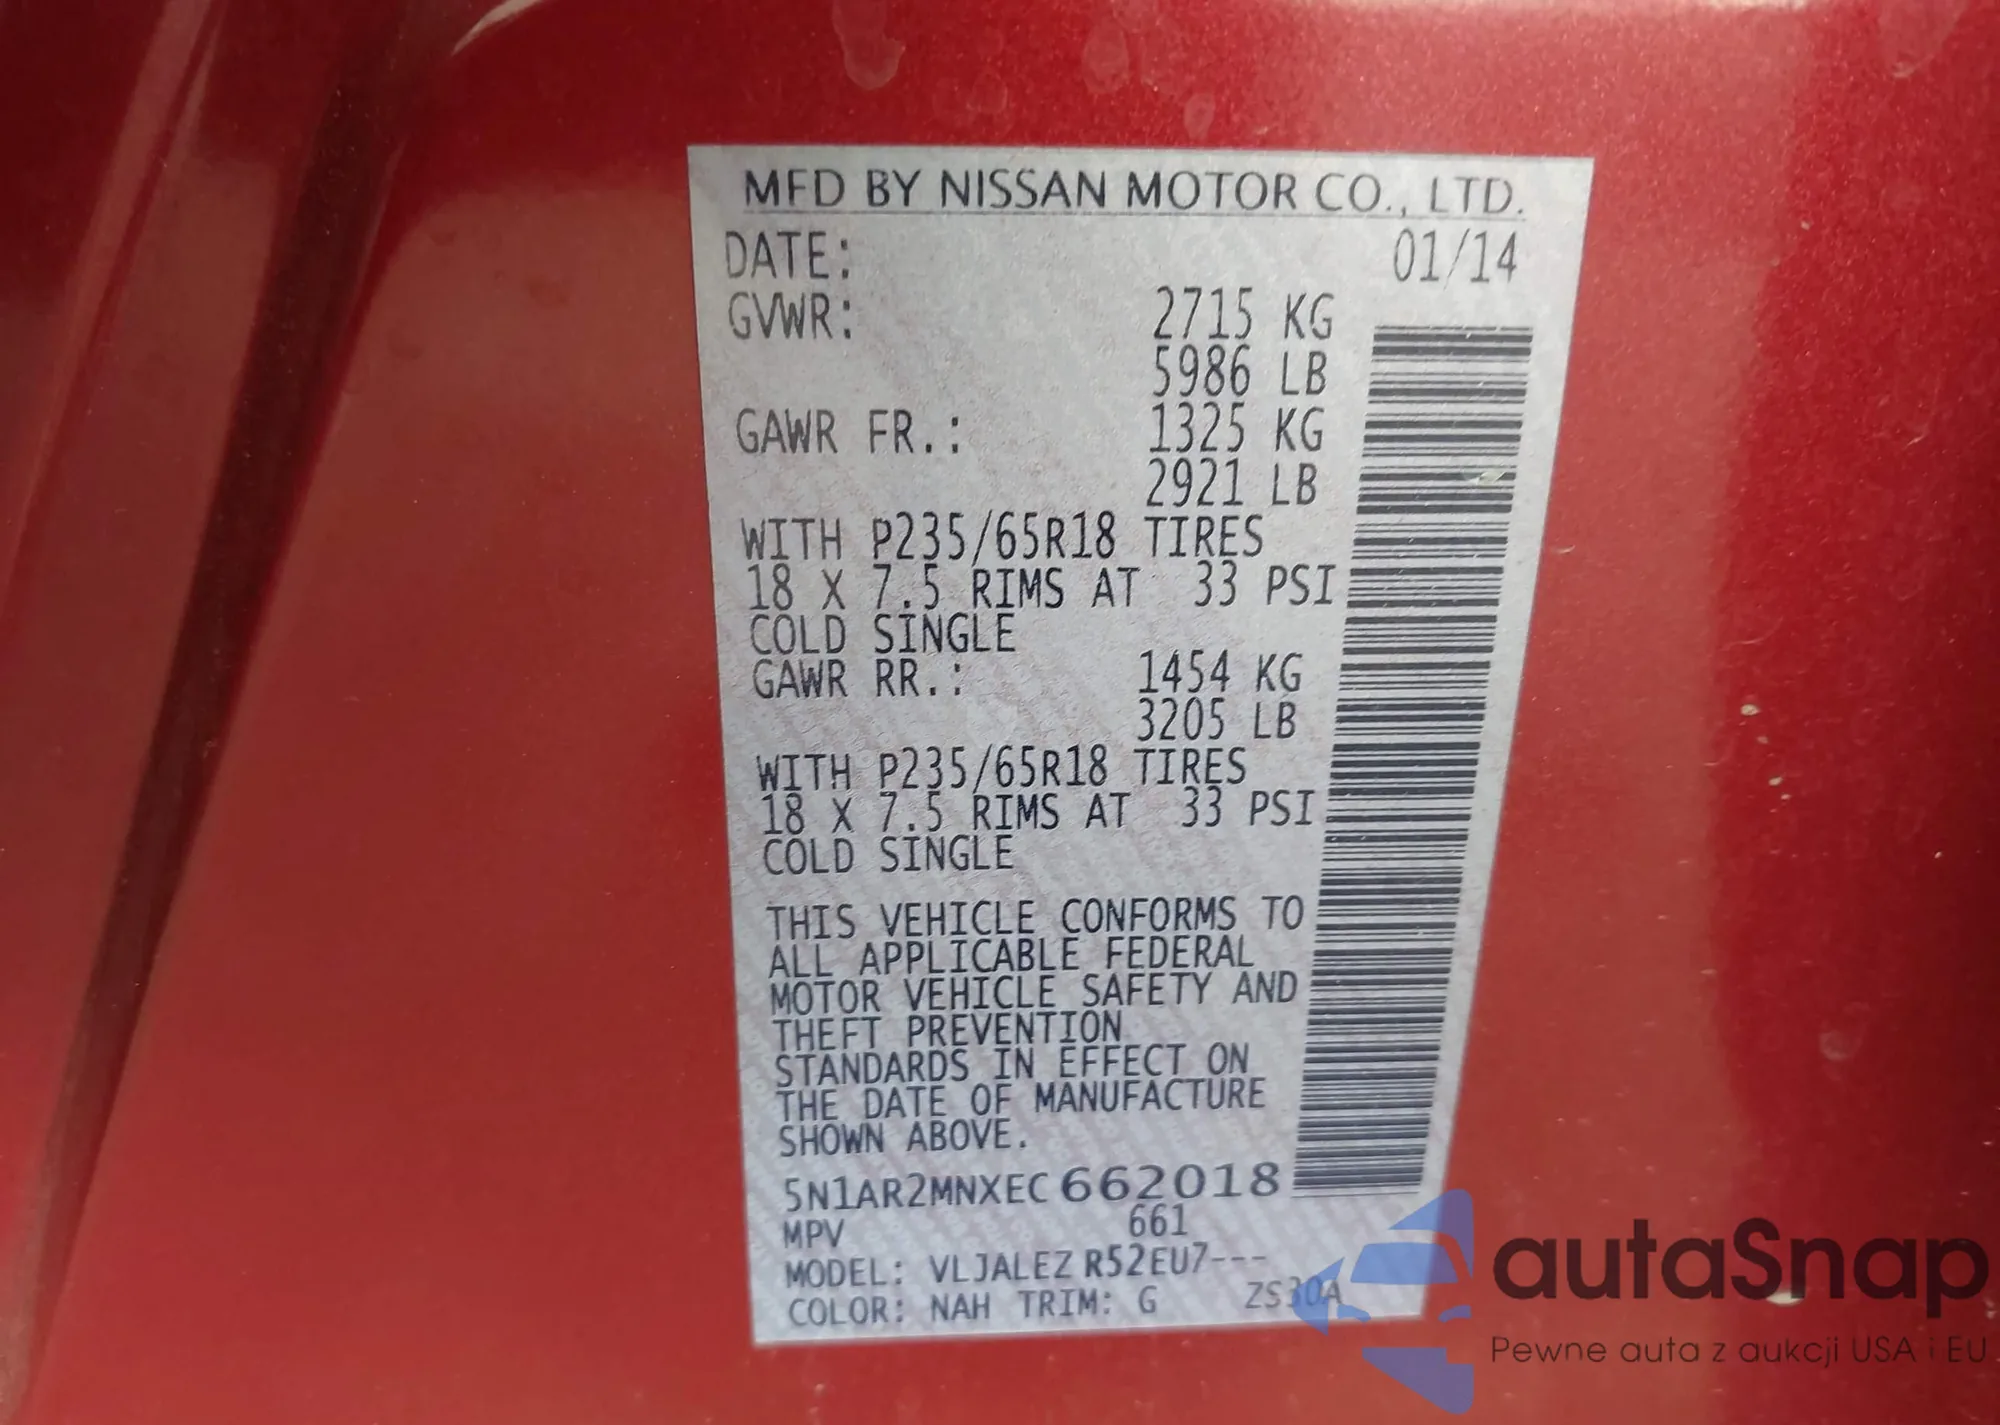 MFD BY NISSAN MOTOR CO., LTD.
DATE: 01/14
GVWR: 2715 KG
5986 LB
GAWR FR.: 1325 KG
2921 LB
WITH P235/65R18 TIRES
18 X 7.5 RIMS AT 33 PSI
COLD SINGLE
GAWR RR.: 1454 KG
3205 LB
WITH P235/65R18 TIRES
18 X 7.5 RIMS AT 33 PSI
COLD SINGLE
THIS VEHICLE CONFORMS TO
ALL APPLICABLE FEDERAL
MOTOR VEHICLE SAFETY AND
THEFT PREVENTION
STANDARDS IN EFFECT ON
THE DATE OF MANUFACTURE
SHOWN ABOVE.
5N1AR2MNXEC662018
MPV 661
MODEL: VLJALEZ R52EU7---
COLOR: NAH TRIM: G ZS30A
autaSnap
Pewne auta z aukcji USA i EU